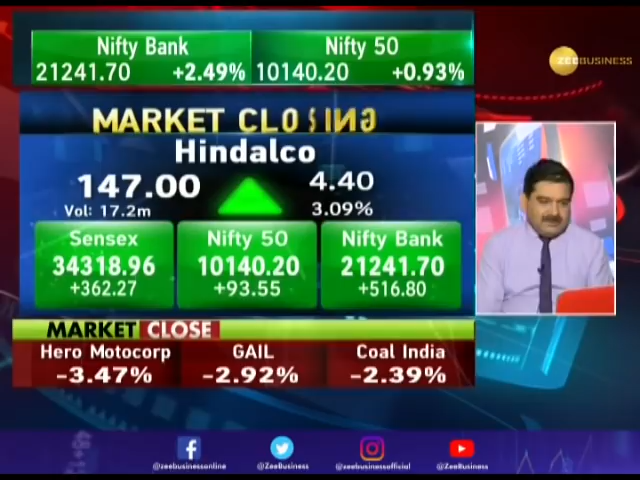 Nifty Bank
21241.70 +2.49%
Nifty 50
10140.20 +0.93%
ZEEBUSINESS
MARKET CLOSING
Hindalco
147.00
4.40
Vol: 17.2m
3.09%
Sensex
34318.96
+362.27
Nifty 50
10140.20
+93.55
Nifty Bank
21241.70
+516.80
MARKET CLOSE
Hero Motocorp
-3.47%
GAIL
-2.92%
Coal India
-2.39%
@zeebusinessonline
@ZeeBusiness
@zeebusinessofficial
@ZeeBusiness